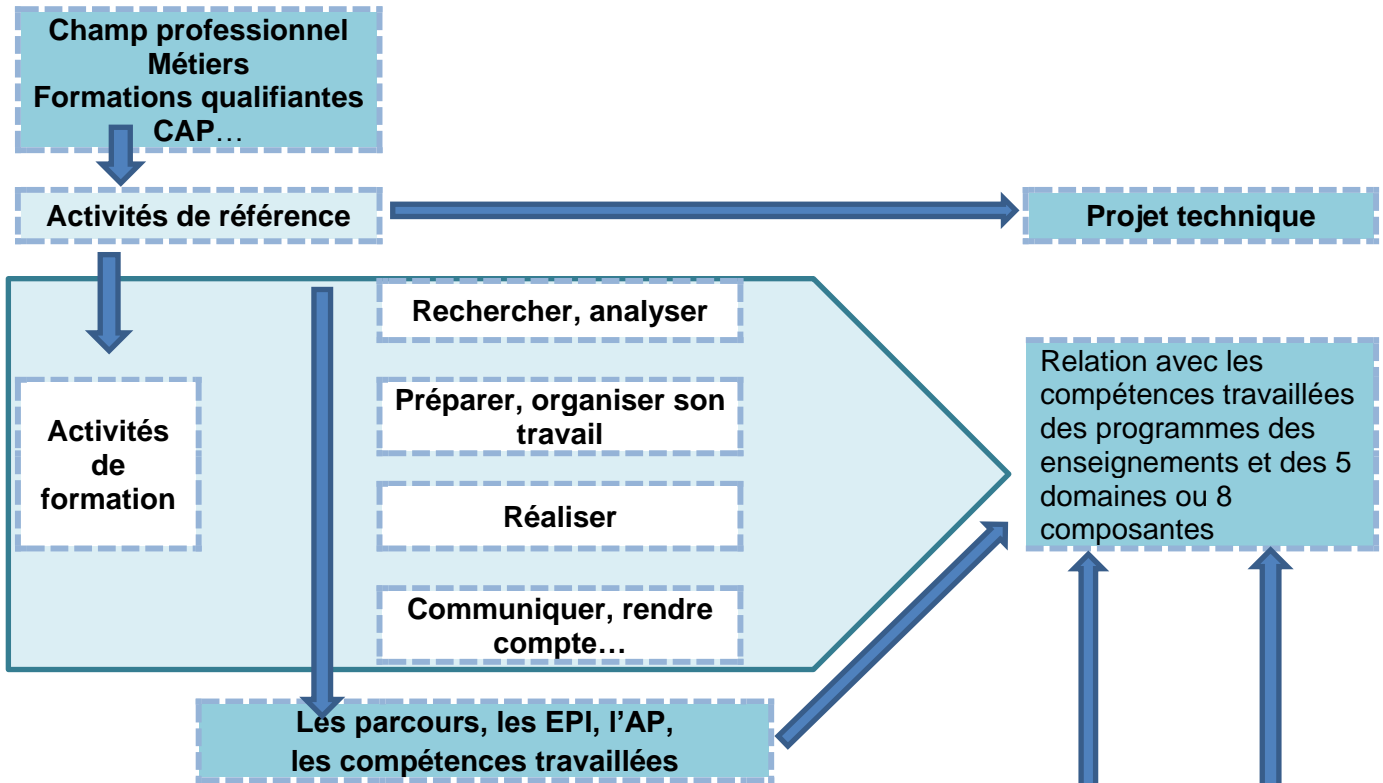 Champ professionnel
Métiers
Formations qualifiantes
CAP…
Activités de référence
Projet technique
Rechercher, analyser
Préparer, organiser son
travail
Réaliser
Communiquer, rendre
compte…
Activités
de
formation
Relation avec les
compétences travaillées
des programmes des
enseignements et des 5
domaines ou 8
composantes
Les parcours, les EPI, l’AP,
les compétences travaillées